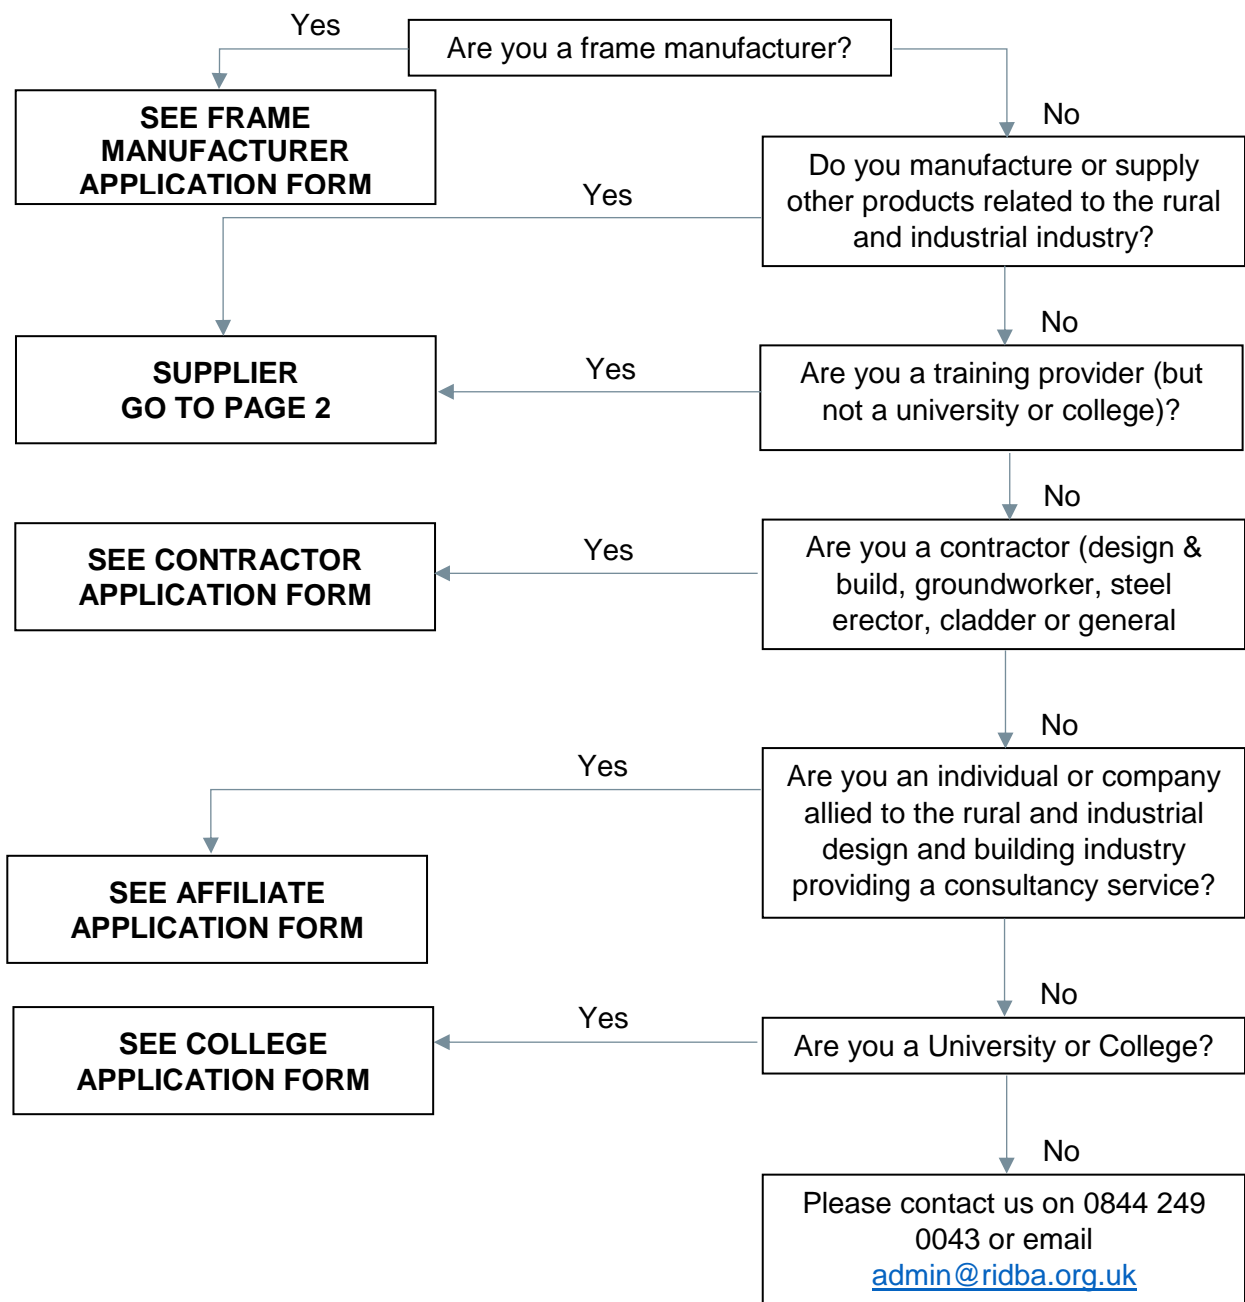 Yes
Are you a frame manufacturer?
SEE FRAME
MANUFACTURER
APPLICATION FORM
No
Do you manufacture or supply
other products related to the rural
and industrial industry?
Yes
No
SUPPLIER
GO TO PAGE 2
Yes
Are you a training provider (but
not a university or college)?
No
SEE CONTRACTOR
APPLICATION FORM
Yes
Are you a contractor (design &
build, groundworker, steel
erector, cladder or general
No
Yes
Are you an individual or company
allied to the rural and industrial
design and building industry
providing a consultancy service?
SEE AFFILIATE
APPLICATION FORM
No
SEE COLLEGE
APPLICATION FORM
Yes
Are you a University or College?
No
Please contact us on 0844 249
0043 or email
admin@ridba.org.uk